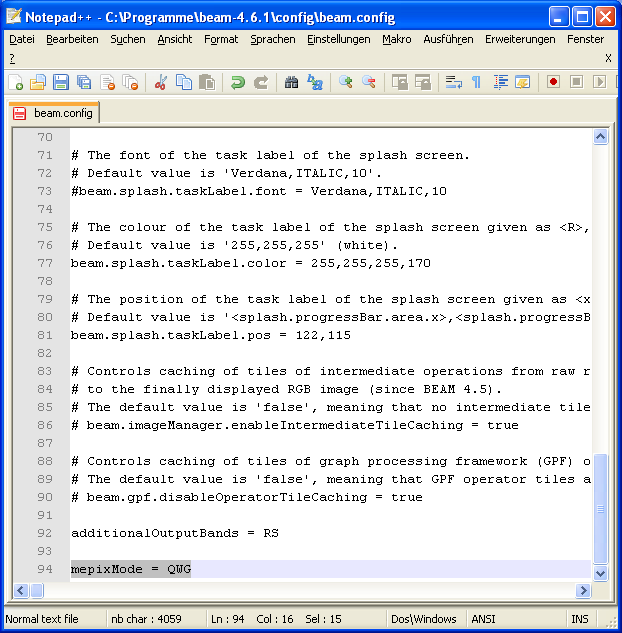 Notepad++ - C:\Programme\beam-4.6.1\config\beam.config
Datei Bearbeiten Suchen Ansicht Format Sprachen Einstellungen Makro Ausführen Erweiterungen Fenster
? X
beam.config
70
71 # The font of the task label of the splash screen.
72 # Default value is 'Verdana,ITALIC,10'.
73 #beam.splash.taskLabel.font = Verdana,ITALIC,10
74
75 # The colour of the task label of the splash screen given as <R>,
76 # Default value is '255,255,255' (white).
77 beam.splash.taskLabel.color = 255,255,255,170
78
79 # The position of the task label of the splash screen given as <x
80 # Default value is '<splash.progressBar.area.x>,<splash.progressB
81 beam.splash.taskLabel.pos = 122,115
82
83 # Controls caching of tiles of intermediate operations from raw r
84 # to the finally displayed RGB image (since BEAM 4.5).
85 # The default value is 'false', meaning that no intermediate tile
86 # beam.imageManager.enableIntermediateTileCaching = true
87
88 # Controls caching of tiles of graph processing framework (GPF) o
89 # The default value is 'false', meaning that GPF operator tiles a
90 # beam.gpf.disableOperatorTileCaching = true
91
92 additionalOutputBands = RS
93
94 mepixMode = QWG
Normal text file nb char : 4059 Ln : 94 Col : 16 Sel : 15 Dos\Windows ANSI INS